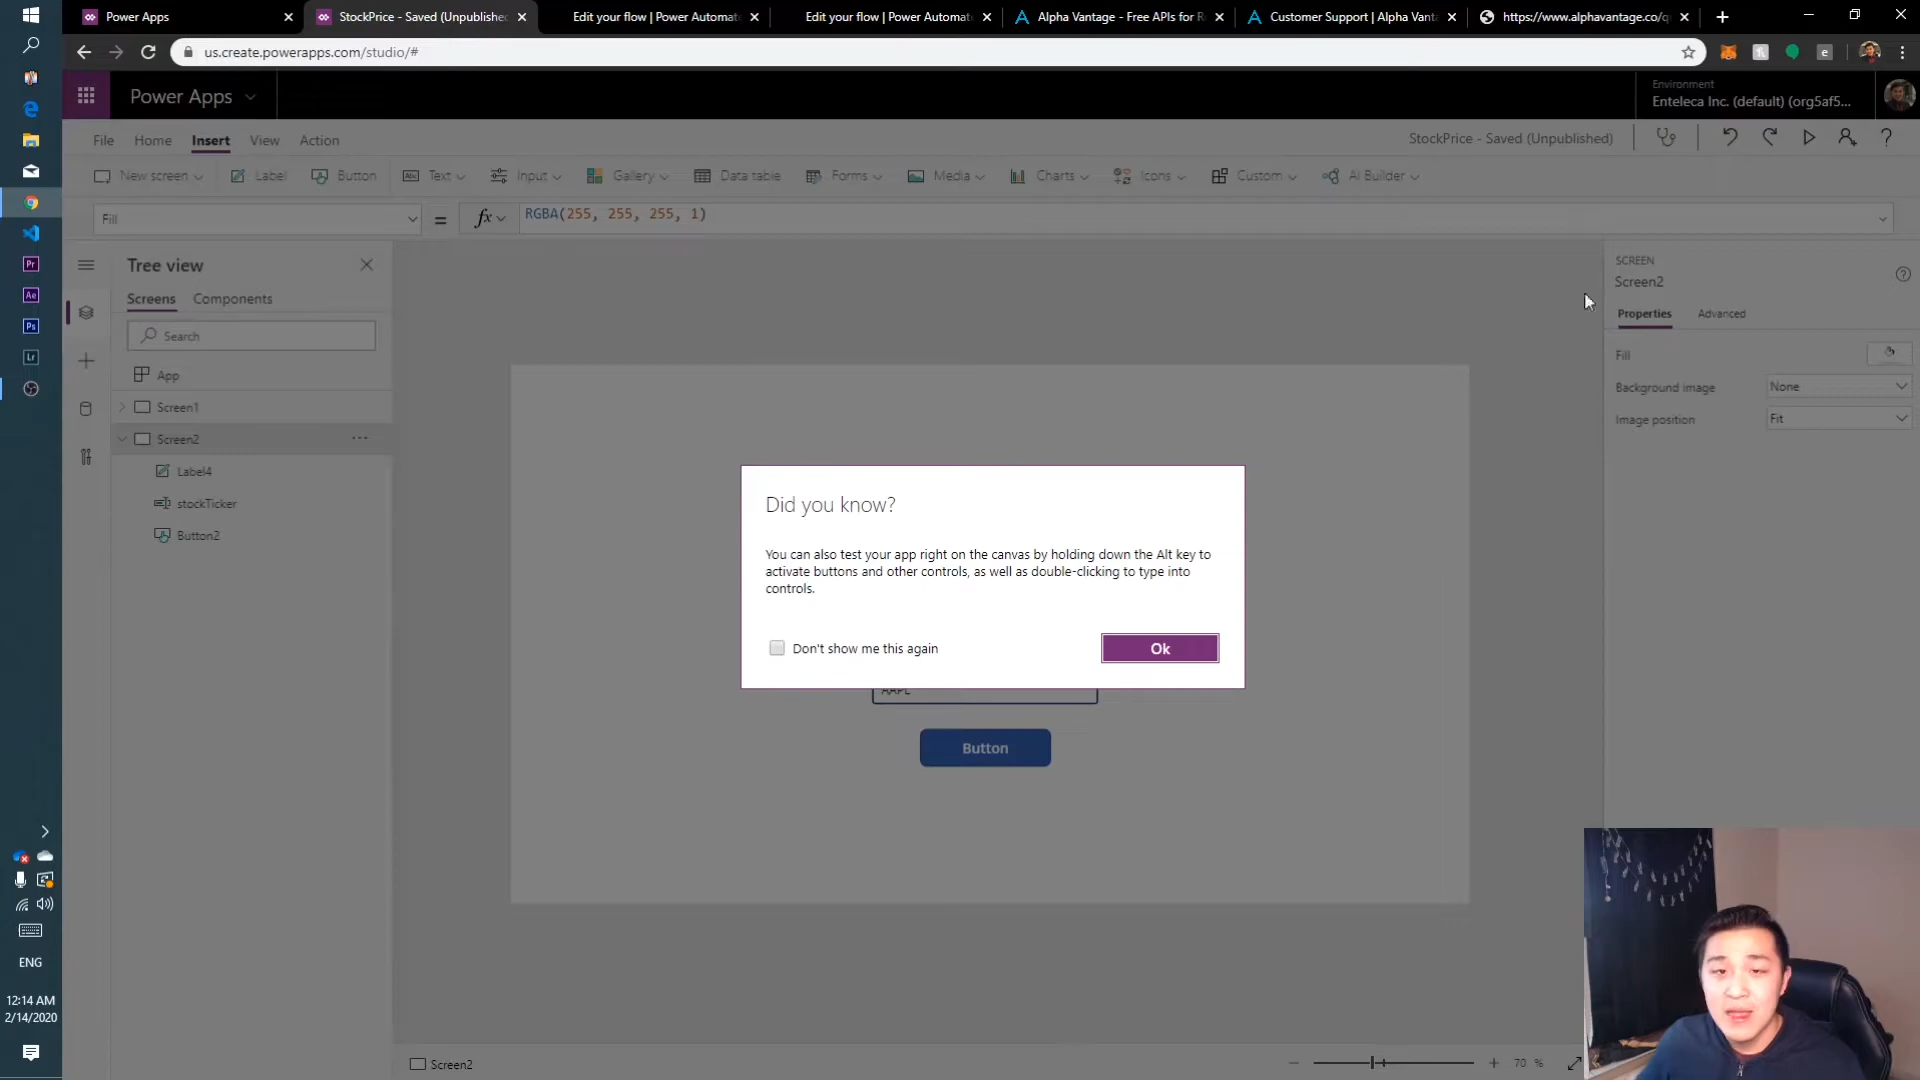 Power Apps
StockPrice - Saved (Unpublishe
Edit your flow | Power Automat
Edit your flow | Power Automat
Alpha Vantage - Free APIs for R
Customer Support | Alpha Vant
https://www.alphavantage.co/q
us.create.powerapps.com/studio/#
Power Apps
Environment
Enteleca Inc. (default) (org5af5...
File
Home
Insert
View
Action
StockPrice - Saved (Unpublished)
New screen
Label
Button
Text
Input
Gallery
Data table
Forms
Media
Charts
Icons
Custom
AI Builder
Fill
=
fx
RGBA(255, 255, 255, 1)
Tree view
Screens
Components
Search
App
Screen1
Screen2
Label4
stockTicker
Button2
SCREEN
Screen2
Properties
Advanced
Fill
Background image
None
Image position
Fit
Did you know?
You can also test your app right on the canvas by holding down the Alt key to
activate buttons and other controls, as well as double-clicking to type into
controls.
Don't show me this again
Ok
AAPL
Button
Pr
Ae
Ps
Lr
ENG
12:14 AM
2/14/2020
Screen2
70 %